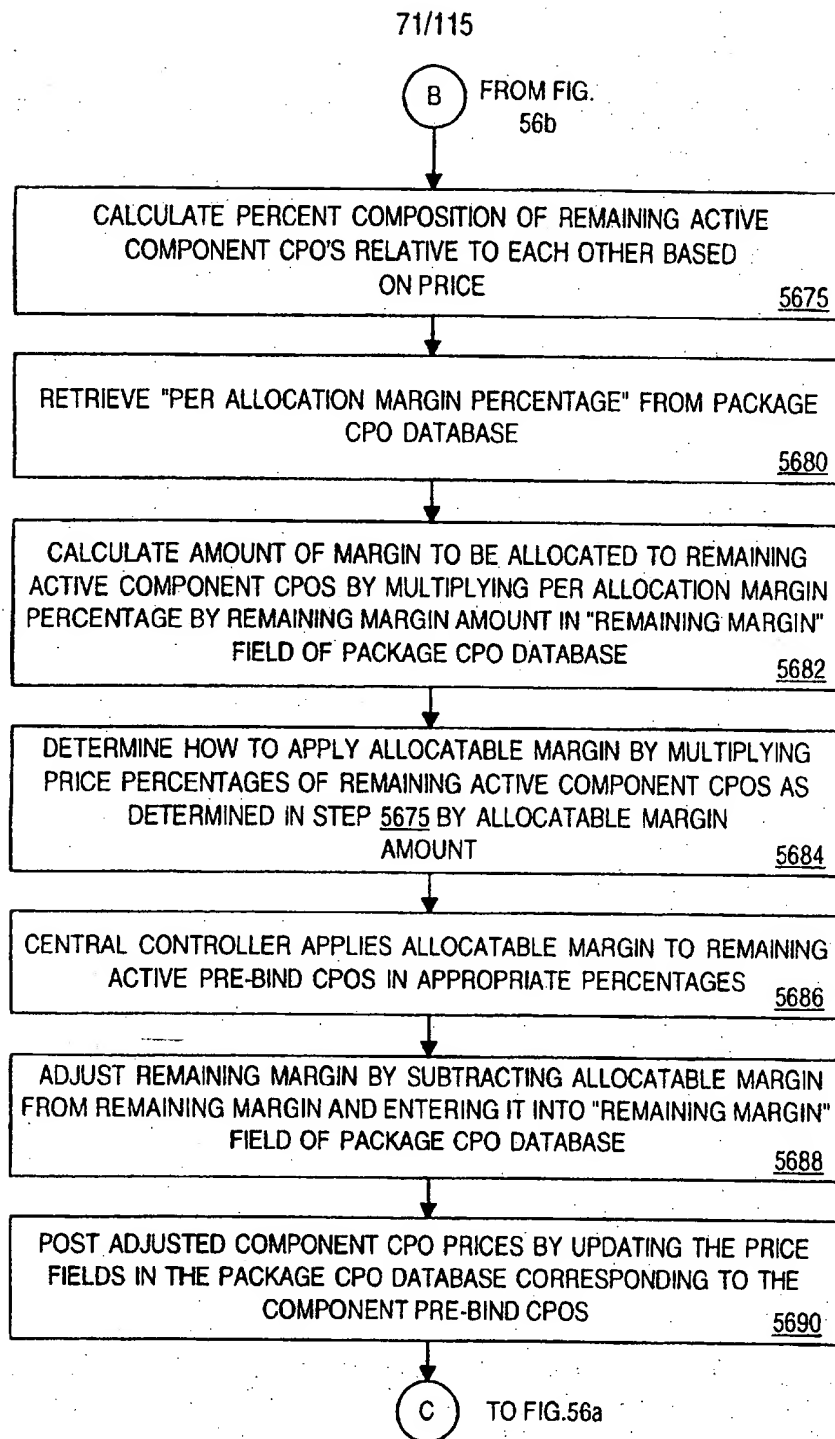 71/115
B FROM FIG.
56b
CALCULATE PERCENT COMPOSITION OF REMAINING ACTIVE
COMPONENT CPO'S RELATIVE TO EACH OTHER BASED
ON PRICE
5675
RETRIEVE "PER ALLOCATION MARGIN PERCENTAGE" FROM PACKAGE
CPO DATABASE
5680
CALCULATE AMOUNT OF MARGIN TO BE ALLOCATED TO REMAINING
ACTIVE COMPONENT CPOS BY MULTIPLYING PER ALLOCATION MARGIN
PERCENTAGE BY REMAINING MARGIN AMOUNT IN "REMAINING MARGIN"
FIELD OF PACKAGE CPO DATABASE
5682
DETERMINE HOW TO APPLY ALLOCATABLE MARGIN BY MULTIPLYING
PRICE PERCENTAGES OF REMAINING ACTIVE COMPONENT CPOS AS
DETERMINED IN STEP 5675 BY ALLOCATABLE MARGIN
AMOUNT
5684
CENTRAL CONTROLLER APPLIES ALLOCATABLE MARGIN TO REMAINING
ACTIVE PRE-BIND CPOS IN APPROPRIATE PERCENTAGES
5686
ADJUST REMAINING MARGIN BY SUBTRACTING ALLOCATABLE MARGIN
FROM REMAINING MARGIN AND ENTERING IT INTO "REMAINING MARGIN"
FIELD OF PACKAGE CPO DATABASE
5688
POST ADJUSTED COMPONENT CPO PRICES BY UPDATING THE PRICE
FIELDS IN THE PACKAGE CPO DATABASE CORRESPONDING TO THE
COMPONENT PRE-BIND CPOS
5690
C TO FIG.56a